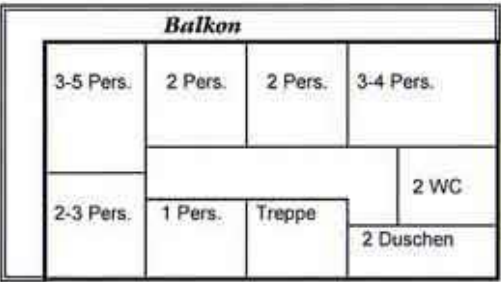 Balkon
3-5 Pers.
2 Pers.
2 Pers.
3-4 Pers.
2 WC
2-3 Pers.
1 Pers.
Treppe
2 Duschen